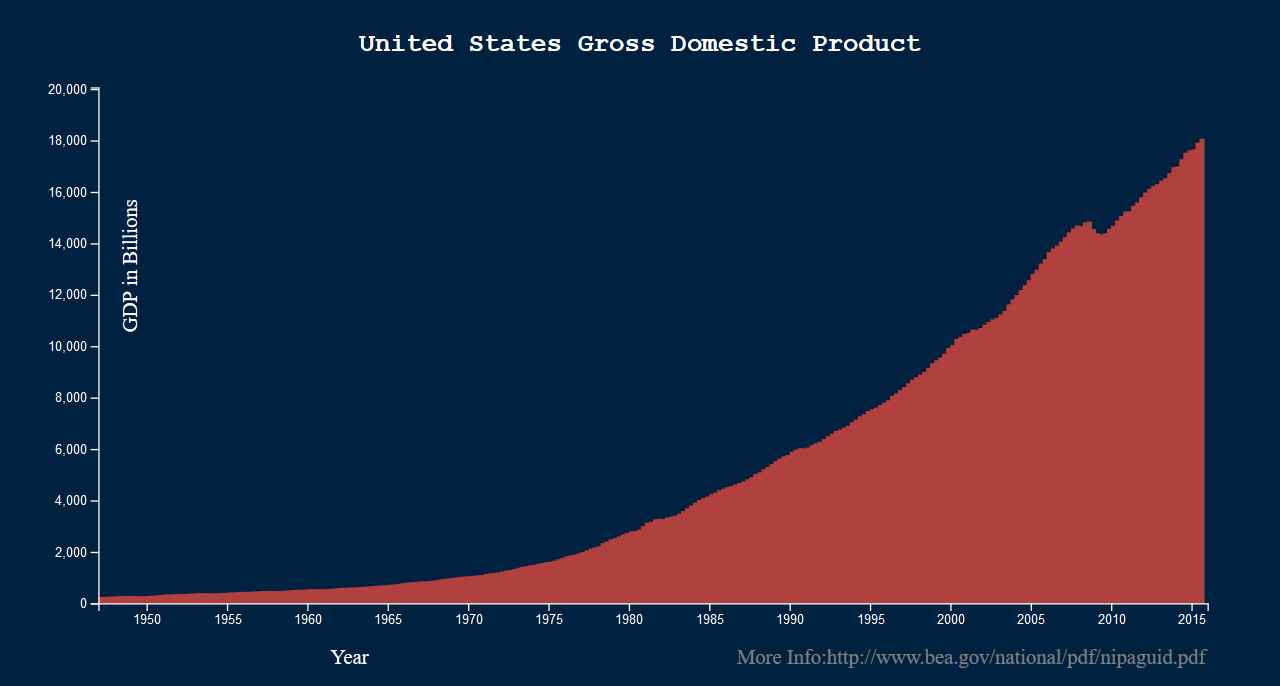 United States Gross Domestic Product
20,000
18,000
16,000
14,000
12,000
10,000
8,000
6,000
4,000
2,000
0
GDP in Billions
1950 1955 1960 1965 1970 1975 1980 1985 1990 1995 2000 2005 2010 2015
Year
More Info:http://www.bea.gov/national/pdf/nipaguid.pdf